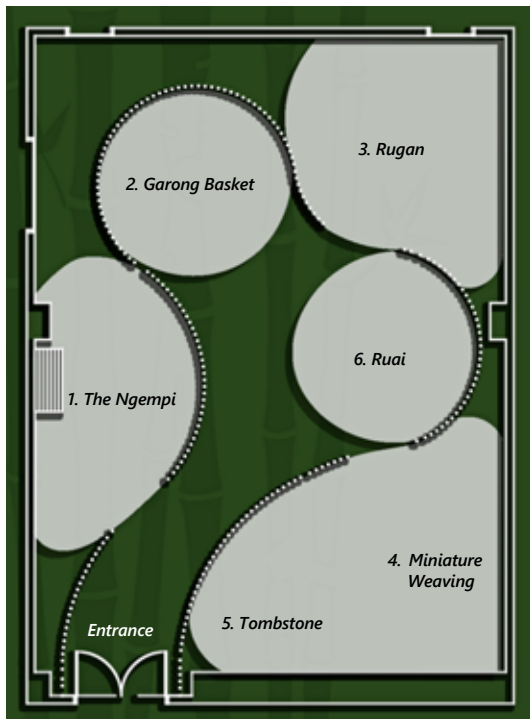 3. Rugan
2. Garong Basket
6. Ruai
1. The Ngempi
4. Miniature
Weaving
5. Tombstone
Entrance